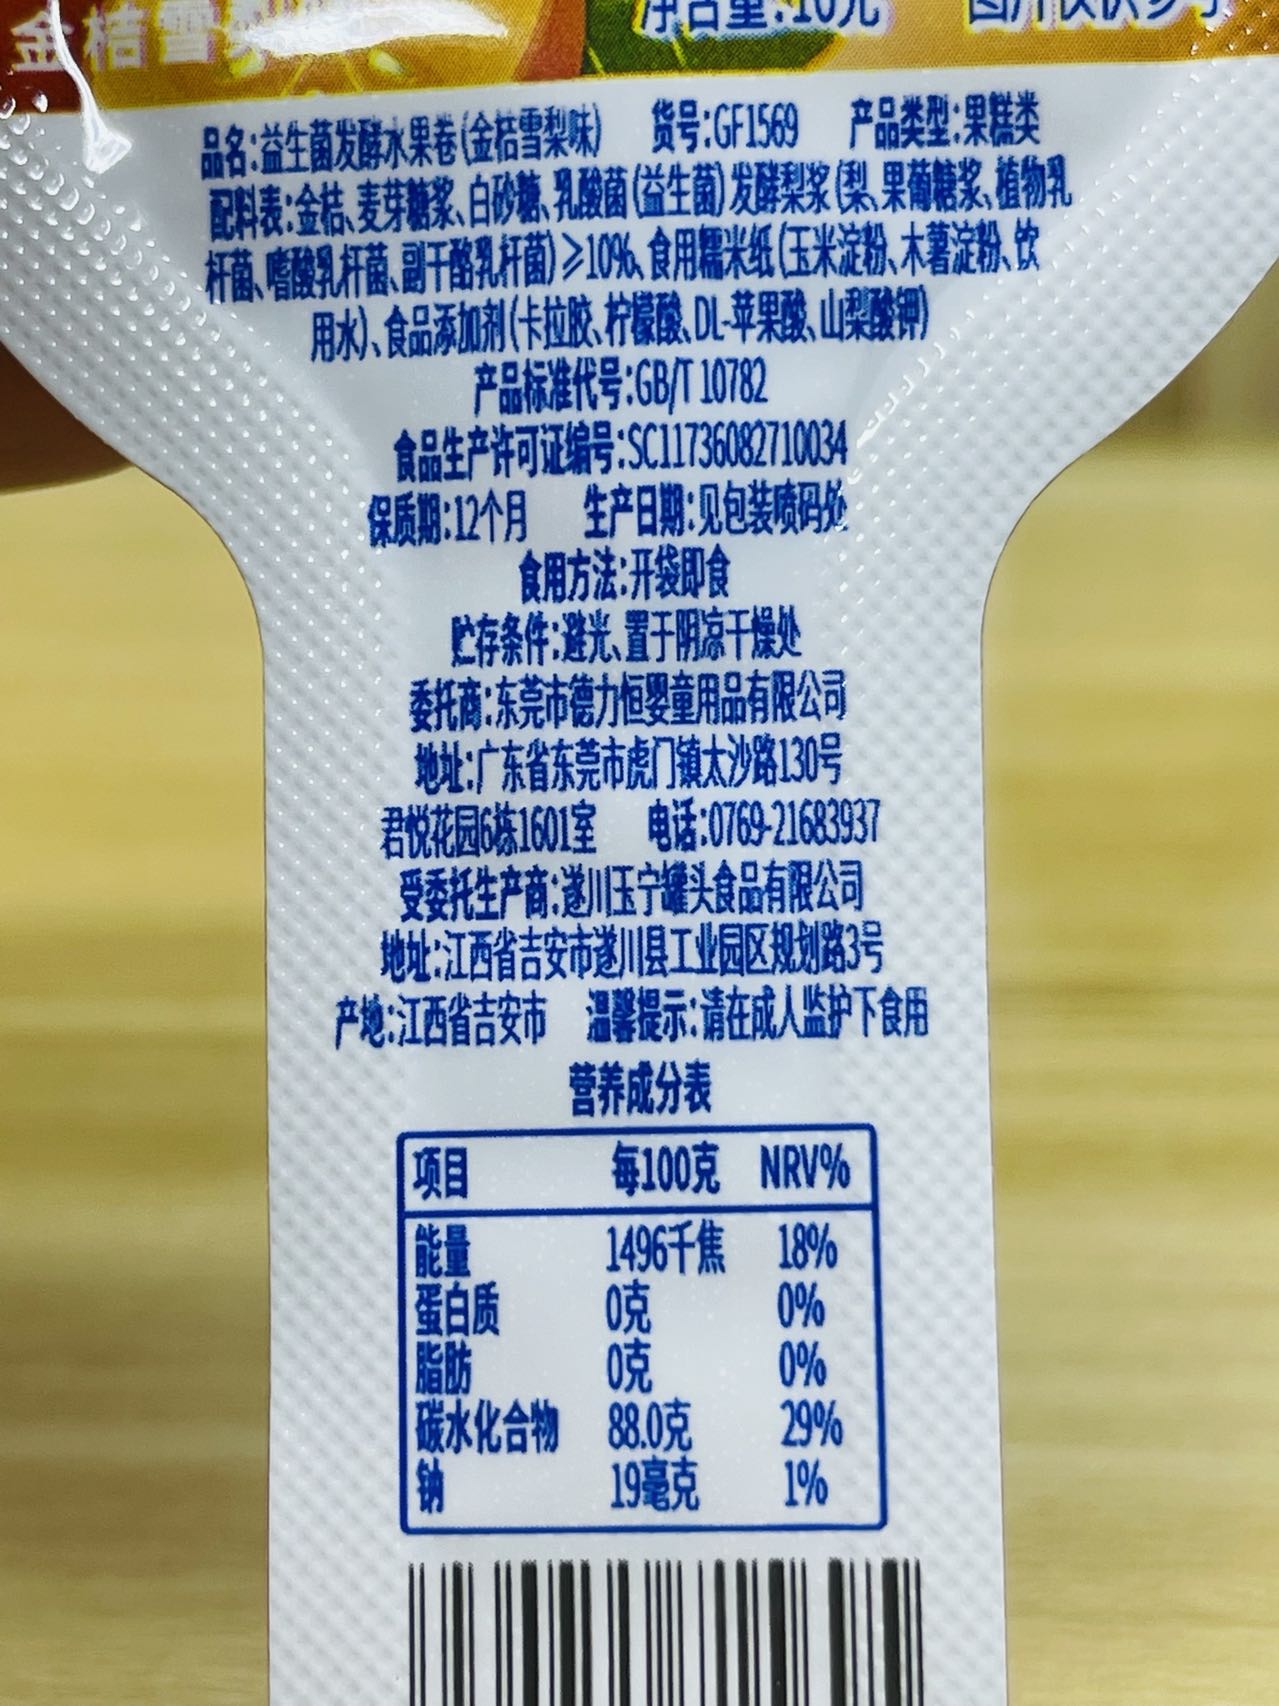 金桔雪梨
净含量:10克
品名:益生菌发酵水果卷(金桔雪梨味) 货号:GF1569 产品类型:果糕类
配料表:金桔、麦芽糖浆、白砂糖、乳酸菌(益生菌)发酵梨浆(梨、果葡糖浆、植物乳
杆菌、嗜酸乳杆菌、副干酪乳杆菌)≥10%、食用糯米纸(玉米淀粉、木薯淀粉、饮
用水)、食品添加剂(卡拉胶、柠檬酸、DL-苹果酸、山梨酸钾)
产品标准代号:GB/T 10782
食品生产许可证编号:SC11736082710034
保质期:12个月 生产日期:见包装喷码处
食用方法:开袋即食
贮存条件:避光、置于阴凉干燥处
委托商:东莞市德力恒婴童用品有限公司
地址:广东省东莞市虎门镇太沙路130号
君悦花园6栋1601室 电话:0769-21683937
受委托生产商:遂川玉宁罐头食品有限公司
地址:江西省吉安市遂川县工业园区规划路3号
产地:江西省吉安市 温馨提示:请在成人监护下食用
营养成分表
项目 每100克 NRV%
能量 1496千焦 18%
蛋白质 0克 0%
脂肪 0克 0%
碳水化合物 88.0克 29%
钠 19毫克 1%